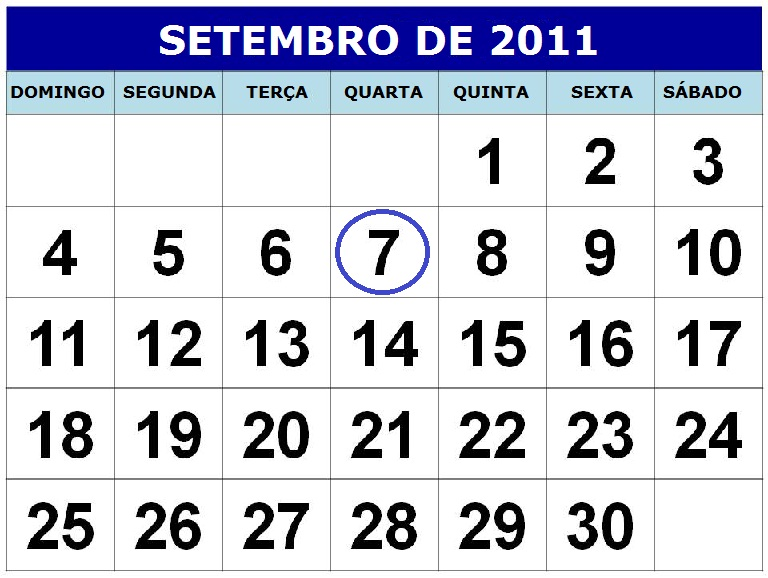 SETEMBRO DE 2011
DOMINGO SEGUNDA TERÇA QUARTA QUINTA SEXTA SÁBADO
1 2 3
4 5 6 7 8 9 10
11 12 13 14 15 16 17
18 19 20 21 22 23 24
25 26 27 28 29 30